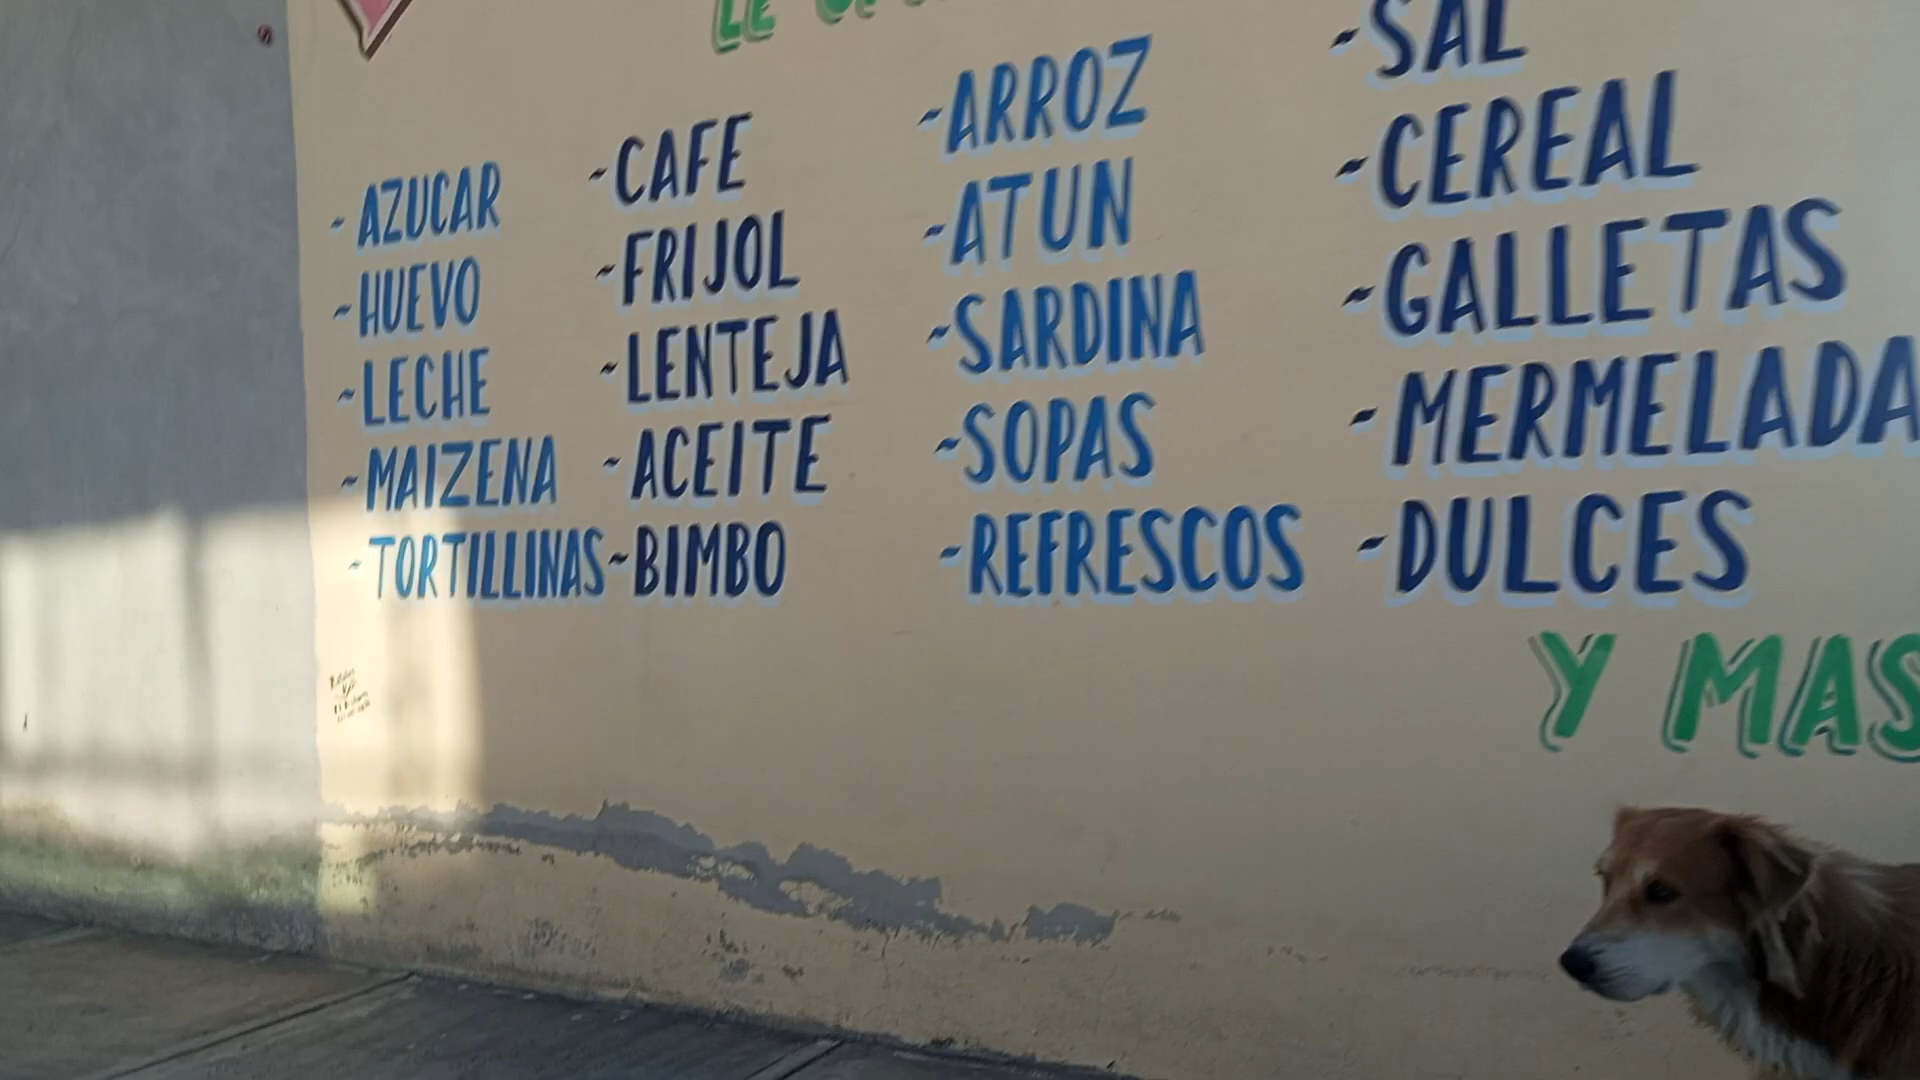 LE
- AZUCAR
- HUEVO
- LECHE
- MAIZENA
- TORTILLINAS
- CAFE
- FRIJOL
- LENTEJA
- ACEITE
- BIMBO
- ARROZ
- ATUN
- SARDINA
- SOPAS
- REFRESCOS
- SAL
- CEREAL
- GALLETAS
- MERMELADA
- DULCES
Y MAS